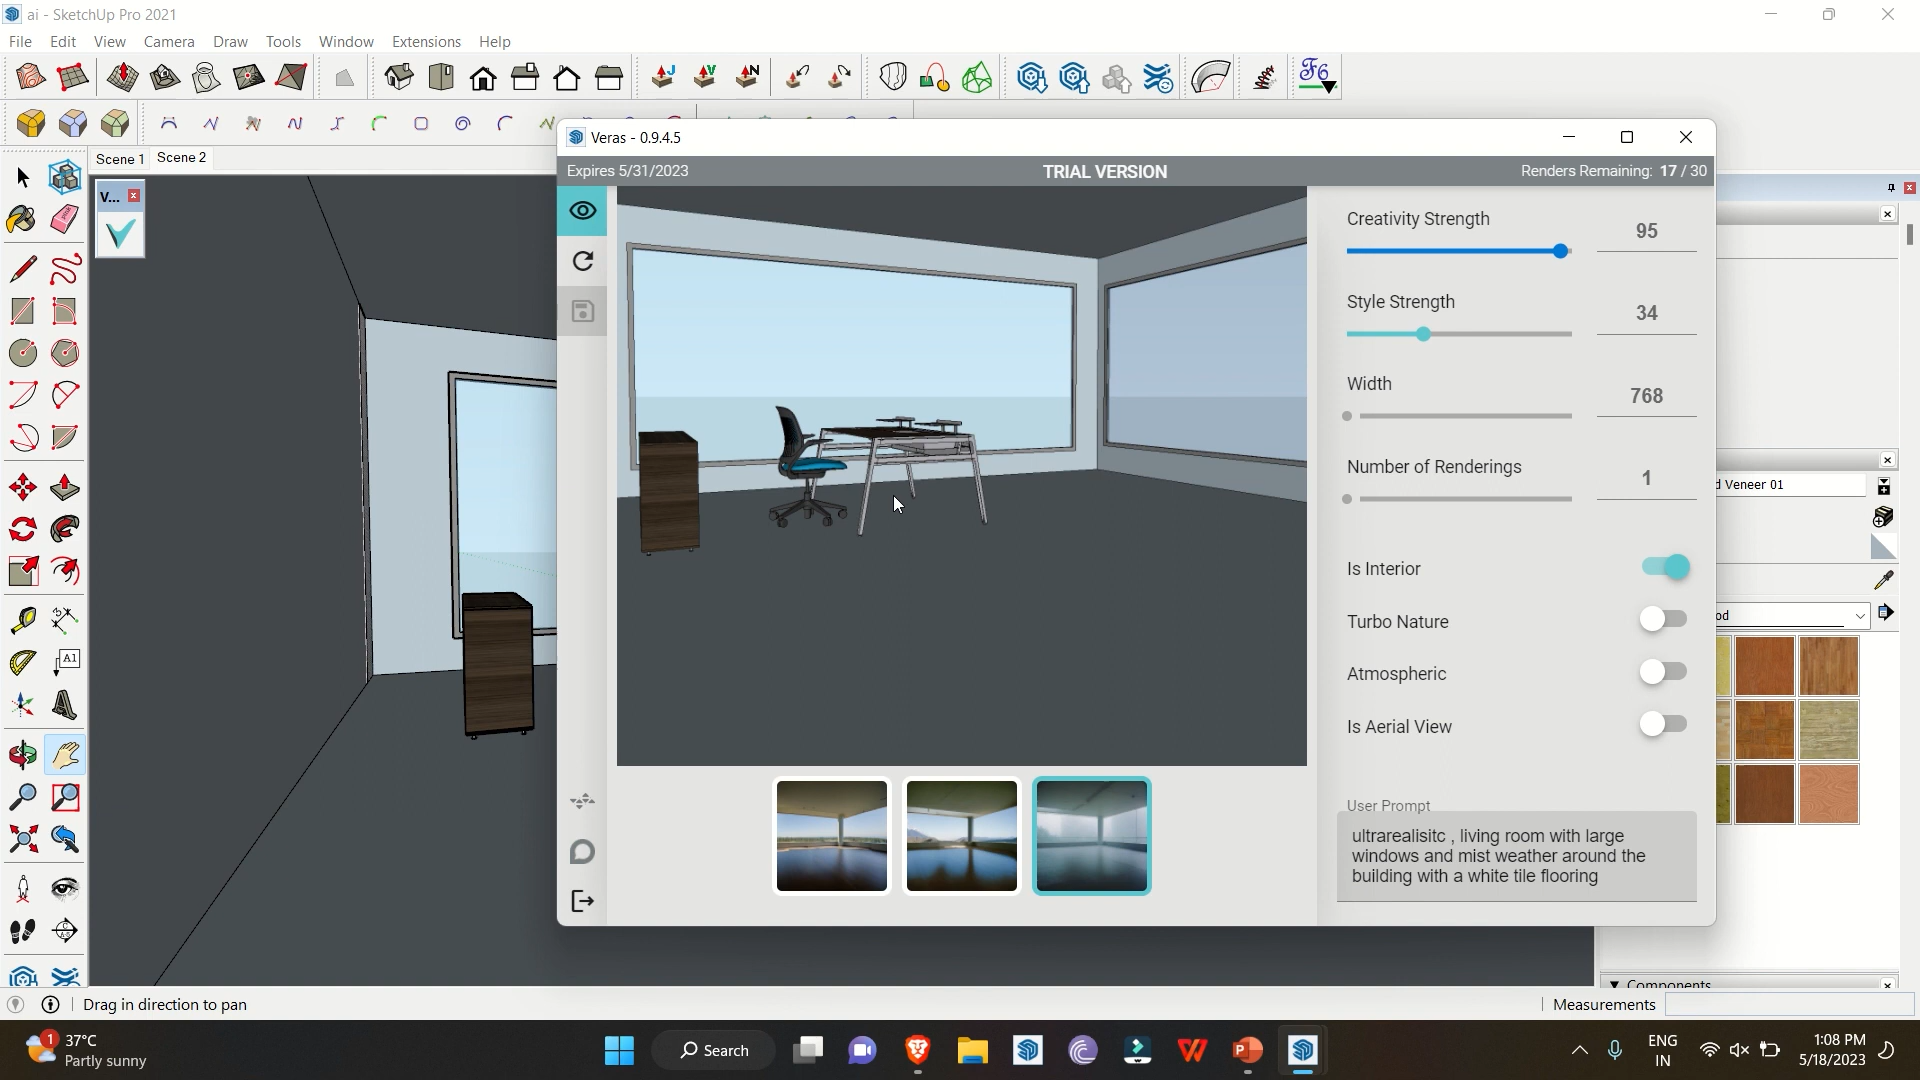 ai - SketchUp Pro 2021
File Edit View Camera Draw Tools Window Extensions Help
J V N F6
Scene 1 Scene 2
V...
A1
Veras - 0.9.4.5
Expires 5/31/2023 TRIAL VERSION Renders Remaining: 17 / 30
Creativity Strength 95
Style Strength 34
Width 768
Number of Renderings 1
Is Interior
Turbo Nature
Atmospheric
Is Aerial View
User Prompt
ultrarealisitc , living room with large
windows and mist weather around the
building with a white tile flooring
d Veneer 01
od
Components
Drag in direction to pan
Measurements
1
37°C
Partly sunny
Search
ENG
IN
1:08 PM
5/18/2023